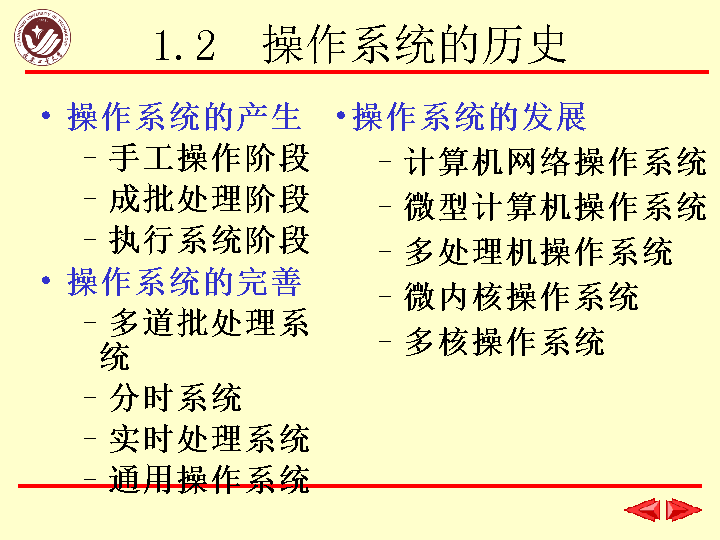 1.2 操作系统的历史
• 操作系统的产生
– 手工操作阶段
– 成批处理阶段
– 执行系统阶段
• 操作系统的完善
– 多道批处理系
统
– 分时系统
– 实时处理系统
– 通用操作系统
•操作系统的发展
– 计算机网络操作系统
– 微型计算机操作系统
– 多处理机操作系统
– 微内核操作系统
– 多核操作系统